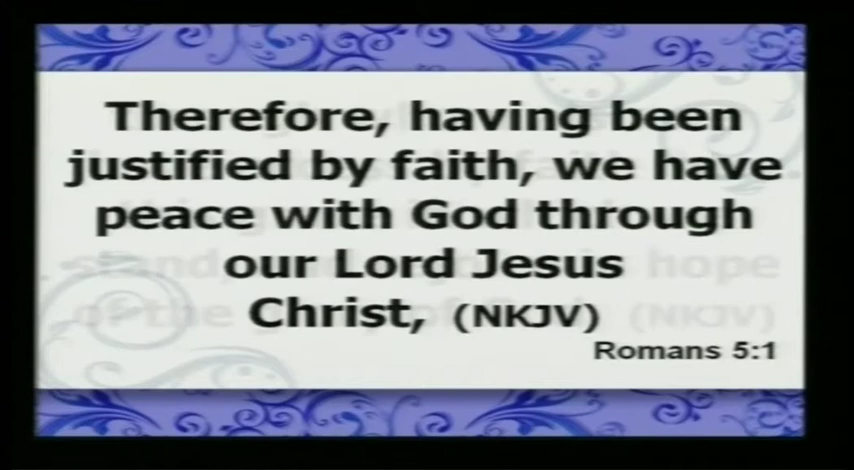 Therefore, having been
justified by faith, we have
peace with God through
our Lord Jesus
Christ, (NKJV)
Romans 5:1